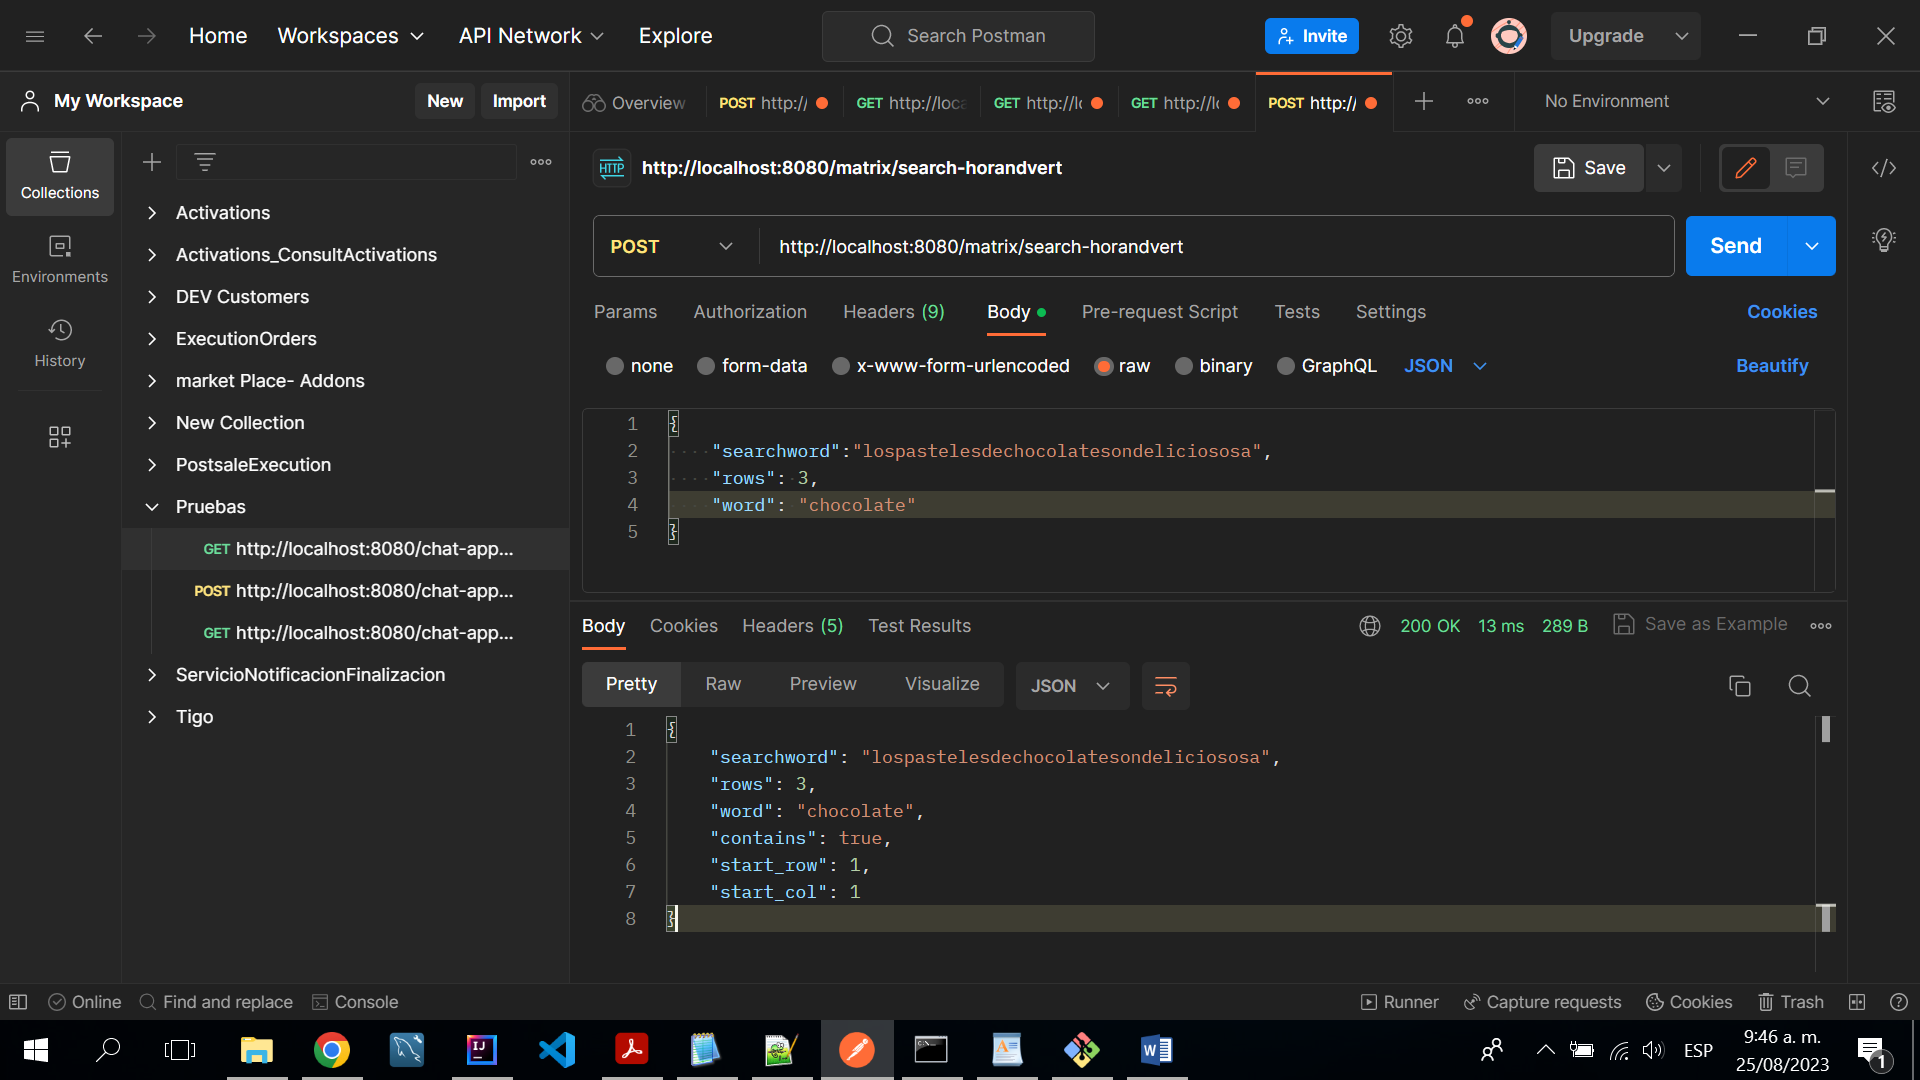 Home Workspaces API Network Explore Search Postman Invite Upgrade
My Workspace New Import Overview POST http:/ GET http://loca GET http://lo GET http://lo POST http:/ No Environment
Collections
Environments
History
Activations
Activations_ConsultActivations
DEV Customers
ExecutionOrders
market Place- Addons
New Collection
PostsaleExecution
Pruebas
GET http://localhost:8080/chat-app...
POST http://localhost:8080/chat-app...
GET http://localhost:8080/chat-app...
ServicioNotificacionFinalizacion
Tigo
HTTP http://localhost:8080/matrix/search-horandvert Save
POST http://localhost:8080/matrix/search-horandvert Send
Params Authorization Headers (9) Body Pre-request Script Tests Settings Cookies
none form-data x-www-form-urlencoded raw binary GraphQL JSON Beautify
1 {
2 "searchword":"lospastelesdechocolatesondeliciososa",
3 "rows": 3,
4 "word": "chocolate"
5 }
Body Cookies Headers (5) Test Results 200 OK 13 ms 289 B Save as Example
Pretty Raw Preview Visualize JSON
1 {
2 "searchword": "lospastelesdechocolatesondeliciososa",
3 "rows": 3,
4 "word": "chocolate",
5 "contains": true,
6 "start_row": 1,
7 "start_col": 1
8 }
Online Find and replace Console Runner Capture requests Cookies Trash
ESP 9:46 a. m.
25/08/2023 1